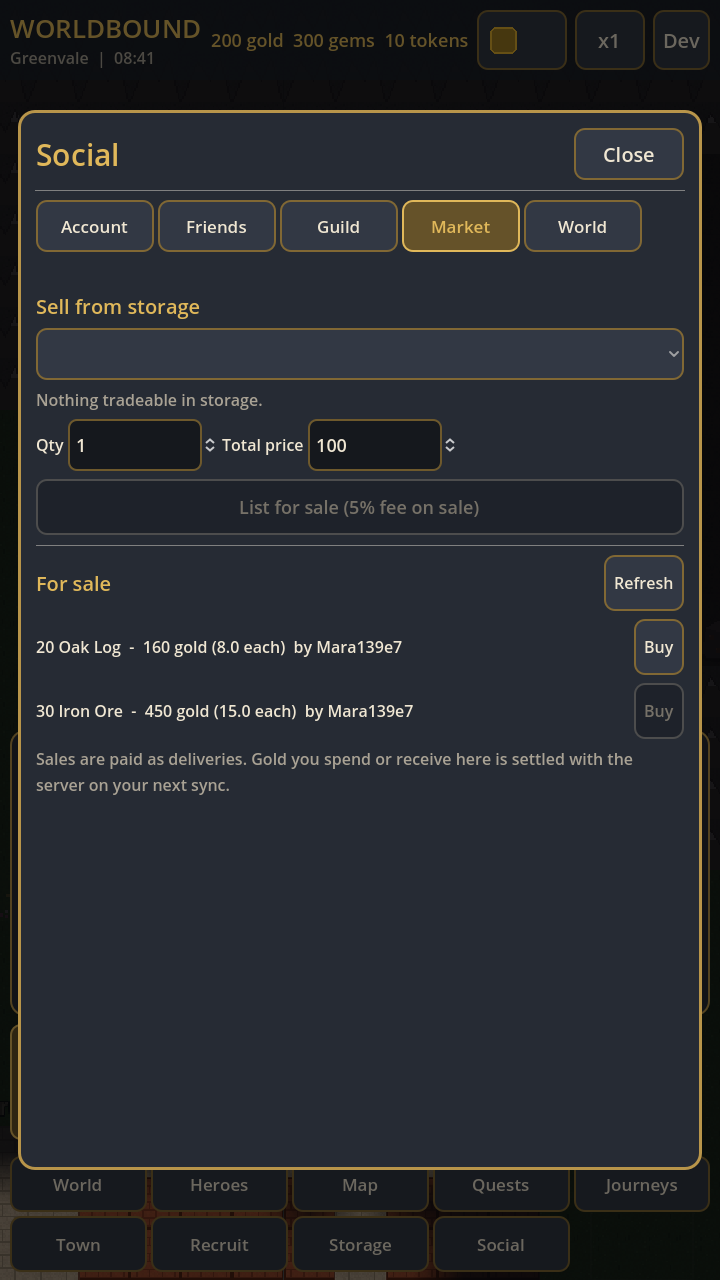 WORLDBOUND
Greenvale | 08:41
200 gold 300 gems 10 tokens
x1
Dev
Social
Close
Account
Friends
Guild
Market
World
Sell from storage
Nothing tradeable in storage.
Qty 1 Total price 100
List for sale (5% fee on sale)
For sale
Refresh
20 Oak Log - 160 gold (8.0 each) by Mara139e7
Buy
30 Iron Ore - 450 gold (15.0 each) by Mara139e7
Buy
Sales are paid as deliveries. Gold you spend or receive here is settled with the
server on your next sync.
World
Heroes
Map
Quests
Journeys
Town
Recruit
Storage
Social